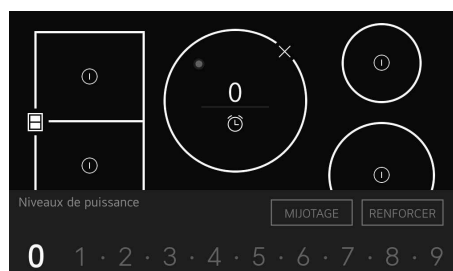 0
Niveaux de puissance
MIJOTAGE
RENFORCER
0 1 · 2 · 3 · 4 · 5 · 6 · 7 · 8 · 9